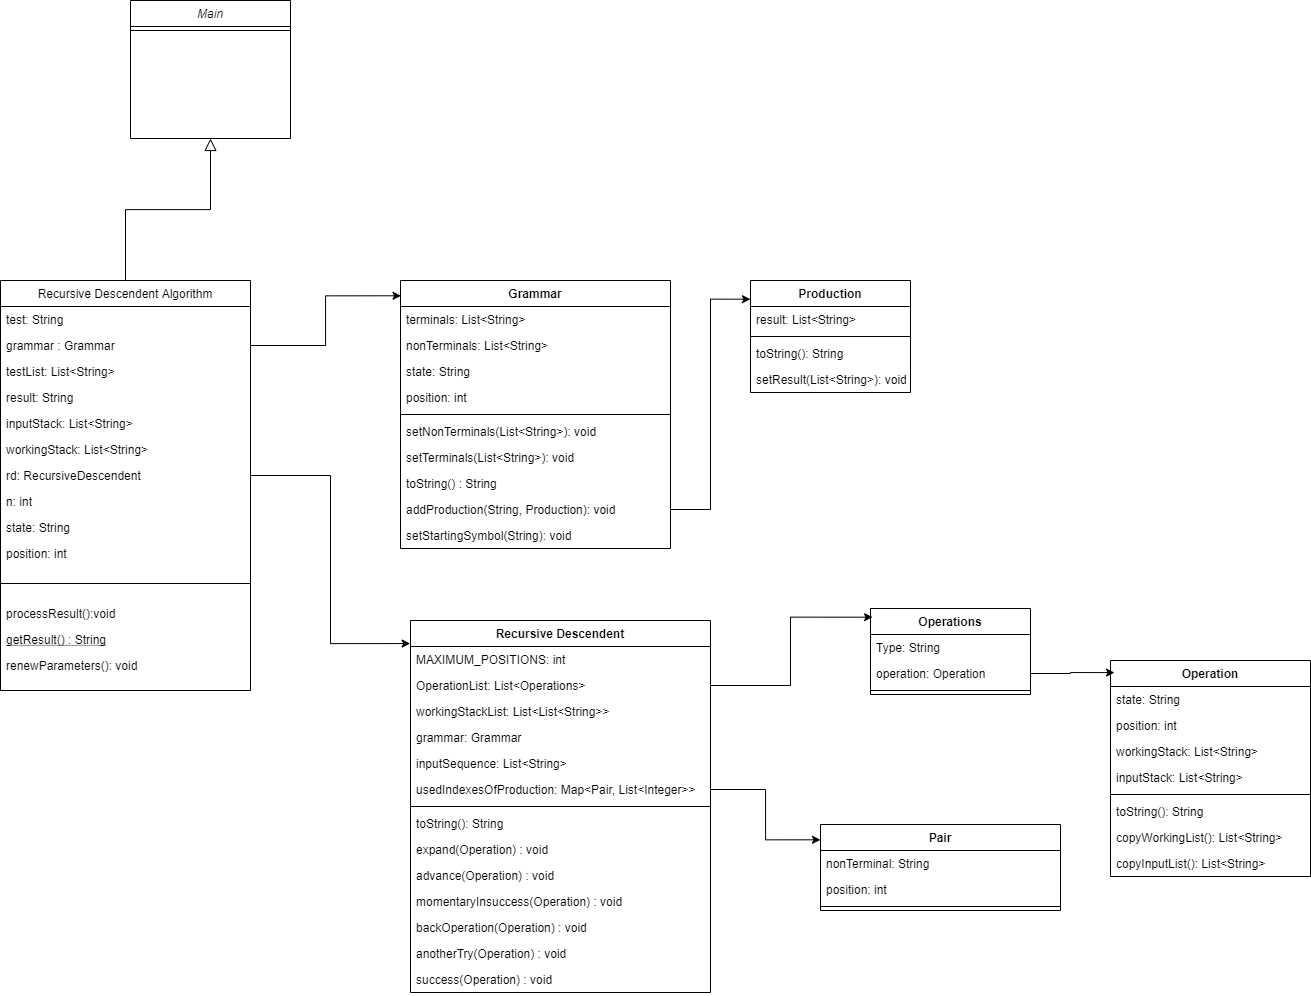 Main
Recursive Descendent Algorithm
test: String
grammar : Grammar
testList: List<String>
result: String
inputStack: List<String>
workingStack: List<String>
rd: RecursiveDescendent
n: int
state: String
position: int
processResult():void
getResult() : String
renewParameters(): void
Grammar
terminals: List<String>
nonTerminals: List<String>
state: String
position: int
setNonTerminals(List<String>): void
setTerminals(List<String>): void
toString() : String
addProduction(String, Production): void
setStartingSymbol(String): void
Production
result: List<String>
toString(): String
setResult(List<String>): void
Recursive Descendent
MAXIMUM_POSITIONS: int
OperationList: List<Operations>
workingStackList: List<List<String>>
grammar: Grammar
inputSequence: List<String>
usedIndexesOfProduction: Map<Pair, List<Integer>>
toString(): String
expand(Operation) : void
advance(Operation) : void
momentaryInsuccess(Operation) : void
backOperation(Operation) : void
anotherTry(Operation) : void
success(Operation) : void
Operations
Type: String
operation: Operation
Operation
state: String
position: int
workingStack: List<String>
inputStack: List<String>
toString(): String
copyWorkingList(): List<String>
copyInputList(): List<String>
Pair
nonTerminal: String
position: int